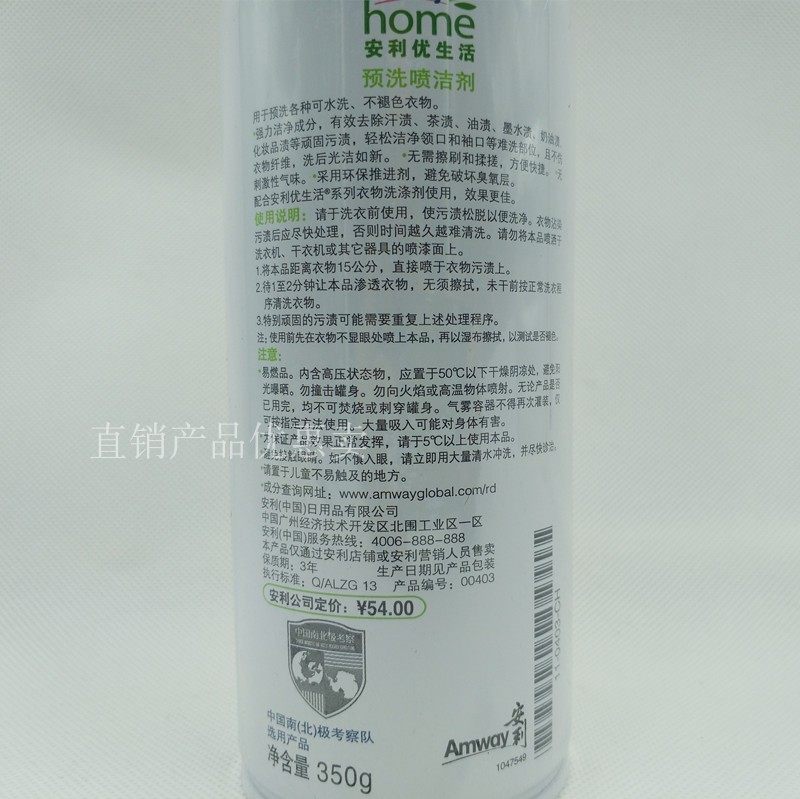 home
安利优生活
预洗喷洁剂
用于预洗各种可水洗、不褪色衣物。
•强力洁净成分，有效去除汗渍、茶渍、油渍、墨水渍、奶油渍、
化妆品渍等顽固污渍，轻松洁净领口和袖口等难洗部位，且不伤
衣物纤维，洗后光洁如新。•无需擦刷和揉搓，方便快捷。•无
刺激性气味。•采用环保推进剂，避免破坏臭氧层。
配合安利优生活®系列衣物洗涤剂使用，效果更佳。
使用说明：请于洗衣前使用，使污渍松脱以便洗净。衣物沾染
污渍后应尽快处理，否则时间越久越难清洗。请勿将本品喷洒于
洗衣机、干衣机或其它器具的喷漆面上。
1.将本品距离衣物15公分，直接喷于衣物污渍上。
2.待1至2分钟让本品渗透衣物，无须擦拭，未干前按正常洗衣程
序清洗衣物。
3.特别顽固的污渍可能需要重复上述处理程序。
注：使用前先在衣物不显眼处喷上本品，再以湿布擦拭，以测试是否褪色。
注意：
•易燃品。内含高压状态物，应置于50℃以下干燥阴凉处，避免阳
光曝晒。勿撞击罐身。勿向火焰或高温物体喷射。无论产品是否
已用完，均不可焚烧或刺穿罐身。气雾容器不得再次灌装，仅
可按指定方法使用，大量吸入可能对身体有害。
保证产品效果正常发挥，请于5℃以上使用本品。
避免接触眼睛。如不慎入眼，请立即用大量清水冲洗，并尽快诊治。
•请置于儿童不易触及的地方。
直销产品优惠卖
•成分查询网址：www.amwayglobal.com/rd
安利(中国)日用品有限公司
中国广州经济技术开发区北围工业区一区
安利(中国)服务热线：4006-888-888
本产品仅通过安利店铺或安利营销人员售卖
保质期：3年 生产日期见产品包装
执行标准：Q/ALZG 13 产品编号：00403
安利公司定价：¥54.00
中国南北极考察
中国南(北)极考察队
选用产品
净含量 350g
11-0403-CH
Amway 安利
1047549